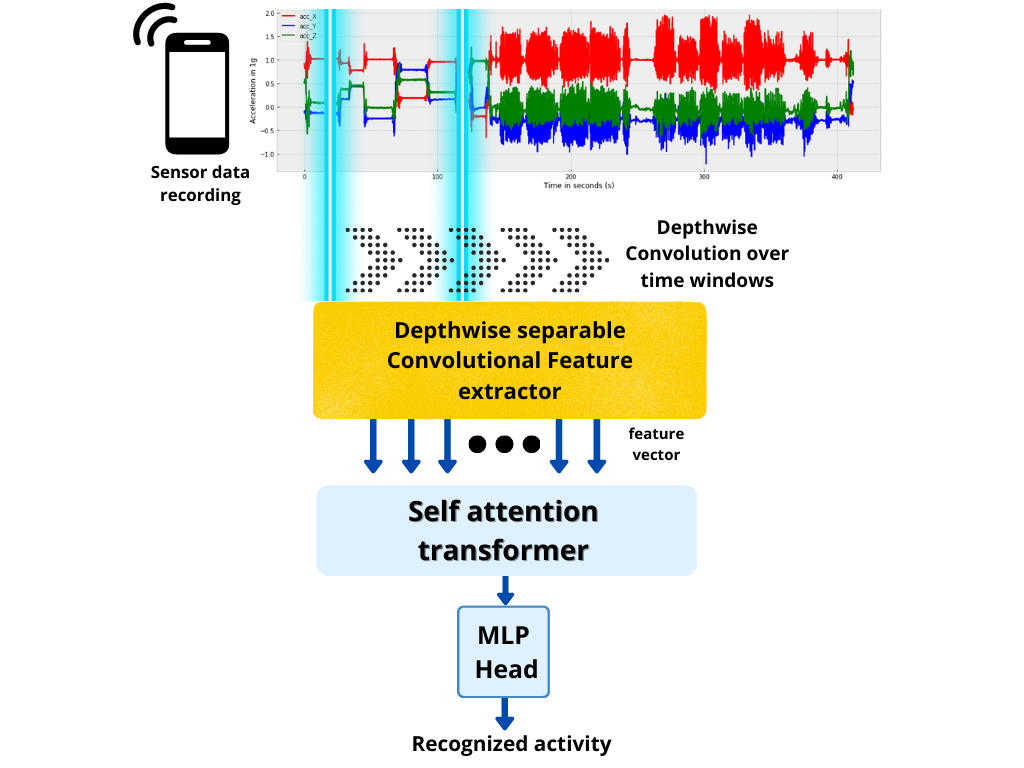 acc_X
acc_Y
acc_Z
2.0
1.5
1.0
0.5
0.0
−0.5
−1.0
Acceleration in 1g
0
100
200
300
400
Time in seconds (s)
Sensor data
recording
Depthwise
Convolution over
time windows
Depthwise separable
Convolutional Feature
extractor
feature
vector
Self attention
transformer
MLP
Head
Recognized activity